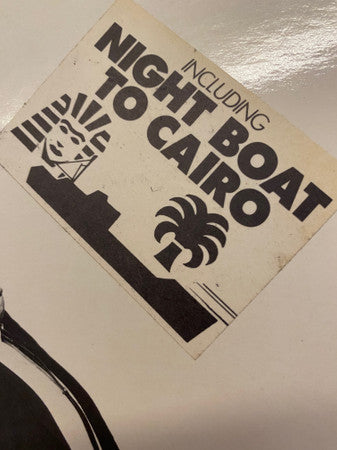 INCLUDING
NIGHT BOAT
TO CAIRO